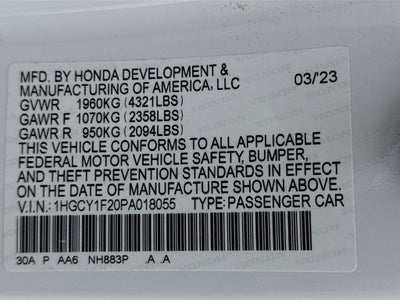 MFD. BY HONDA DEVELOPMENT &
MANUFACTURING OF AMERICA, LLC 03/'23
GVWR 1960KG (4321LBS)
GAWR F 1070KG (2358LBS)
GAWR R 950KG (2094LBS)
THIS VEHICLE CONFORMS TO ALL APPLICABLE
FEDERAL MOTOR VEHICLE SAFETY, BUMPER,
AND THEFT PREVENTION STANDARDS IN EFFECT
ON THE DATE OF MANUFACTURE SHOWN ABOVE.
V.I.N.: 1HGCY1F20PA018055 TYPE: PASSENGER CAR
30A P AA6 NH883P .A .A